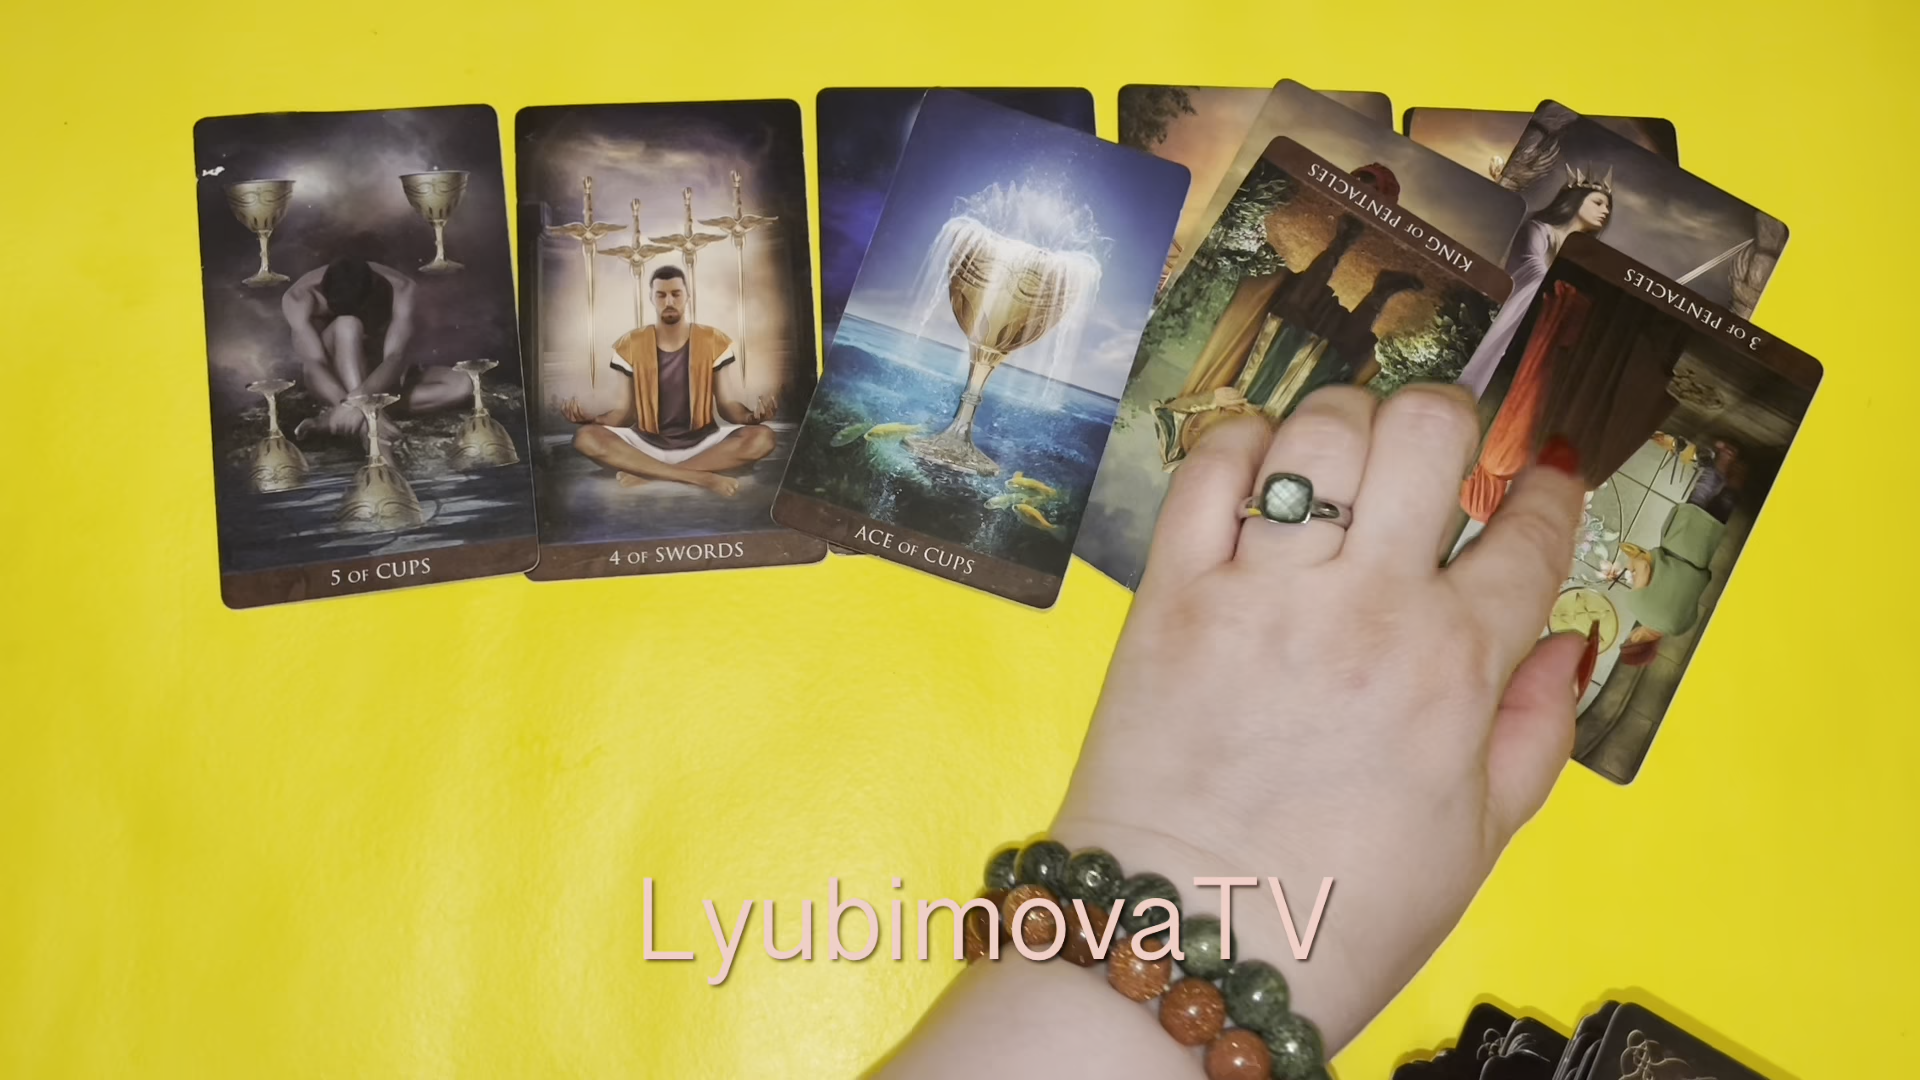 KING OF PENTACLES
3 OF PENTACLES
5 OF CUPS
4 OF SWORDS
ACE OF CUPS
LyubimovaTV